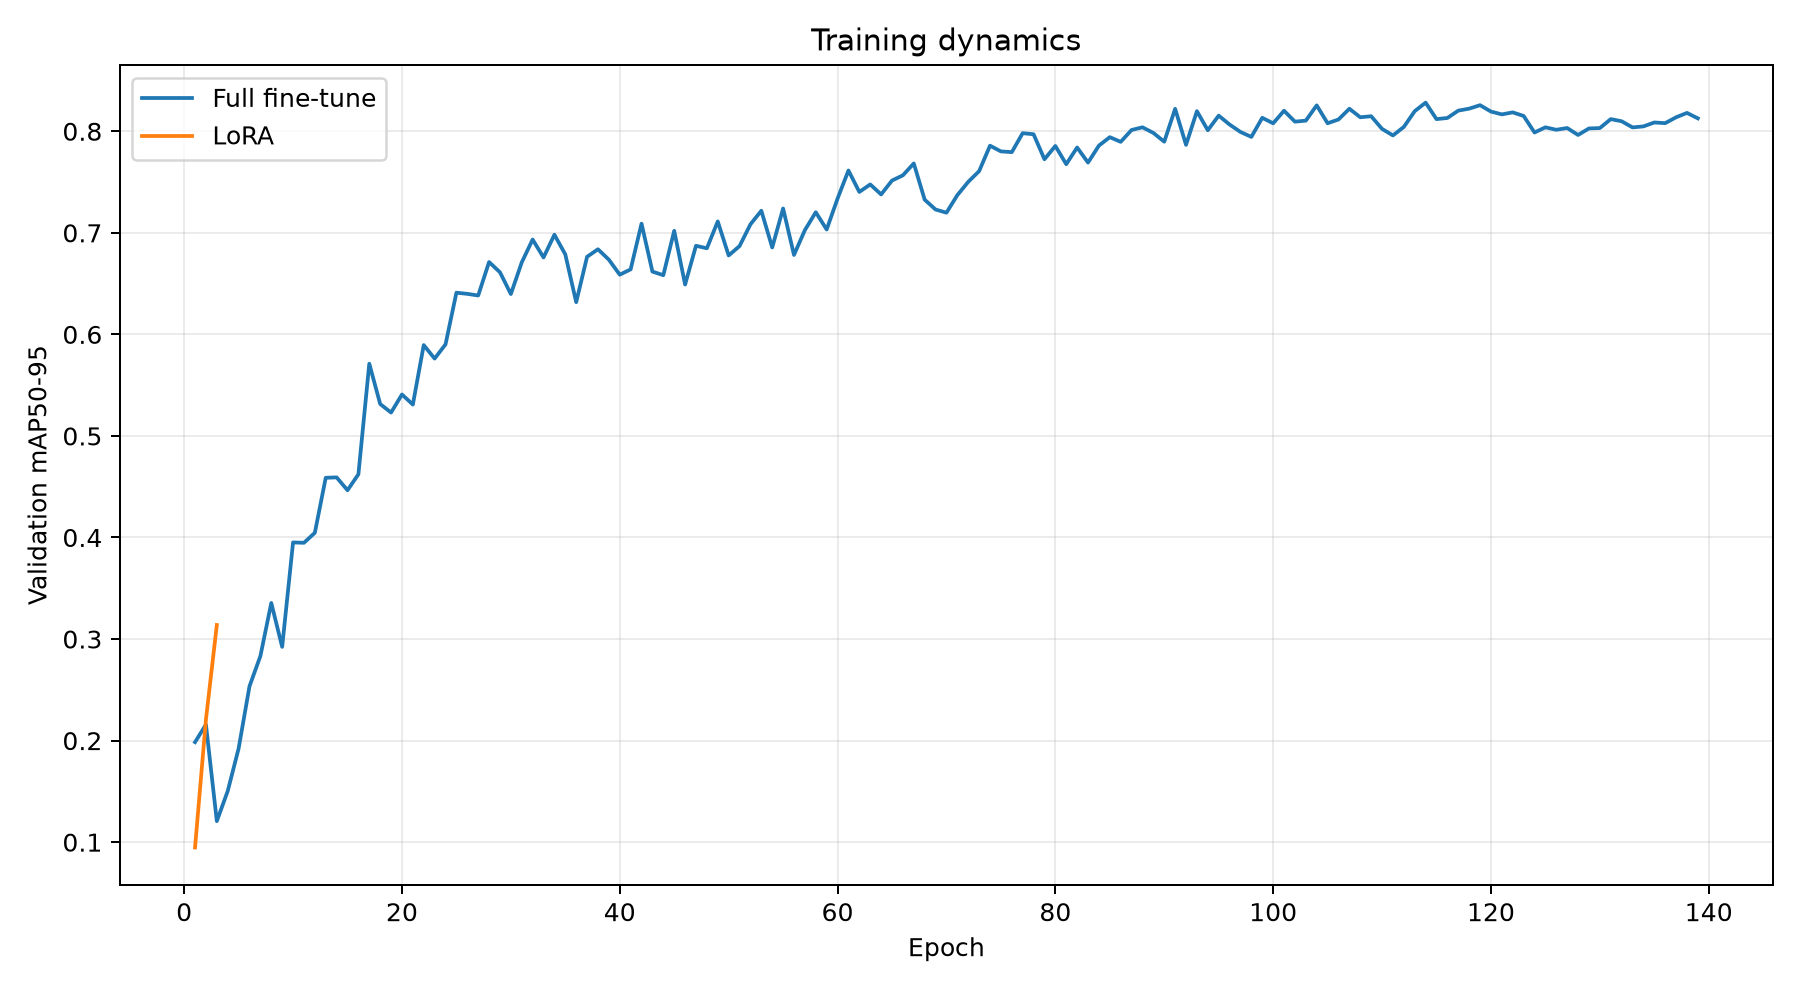 Training dynamics
Full fine-tune
LoRA
Validation mAP50-95
0.8
0.7
0.6
0.5
0.4
0.3
0.2
0.1
0 20 40 60 80 100 120 140
Epoch